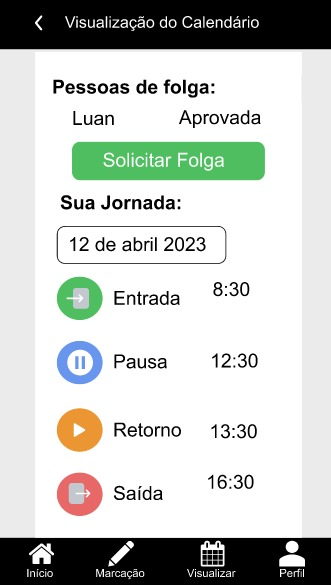 Visualização do Calendário
Pessoas de folga:
Luan Aprovada
Solicitar Folga
Sua Jornada:
12 de abril 2023
Entrada 8:30
Pausa 12:30
Retorno 13:30
Saída 16:30
Início Marcação Visualizar Perfil